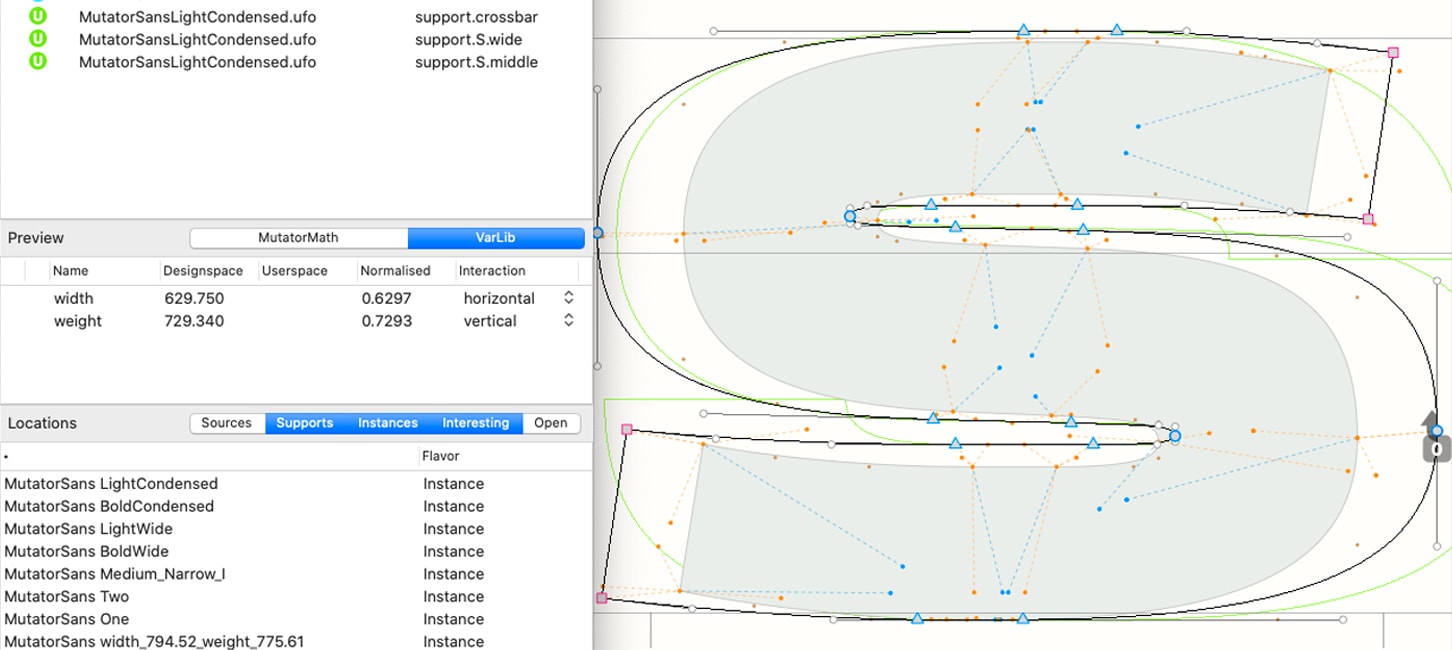 U MutatorSansLightCondensed.ufo support.crossbar
U MutatorSansLightCondensed.ufo support.S.wide
U MutatorSansLightCondensed.ufo support.S.middle
Preview MutatorMath VarLib
Name Designspace Userspace Normalised Interaction
width 629.750 0.6297 horizontal
weight 729.340 0.7293 vertical
Locations Sources Supports Instances Interesting Open
Flavor
MutatorSans LightCondensed Instance
MutatorSans BoldCondensed Instance
MutatorSans LightWide Instance
MutatorSans BoldWide Instance
MutatorSans Medium_Narrow_I Instance
MutatorSans Two Instance
MutatorSans One Instance
MutatorSans width_794.52_weight_775.61 Instance
0